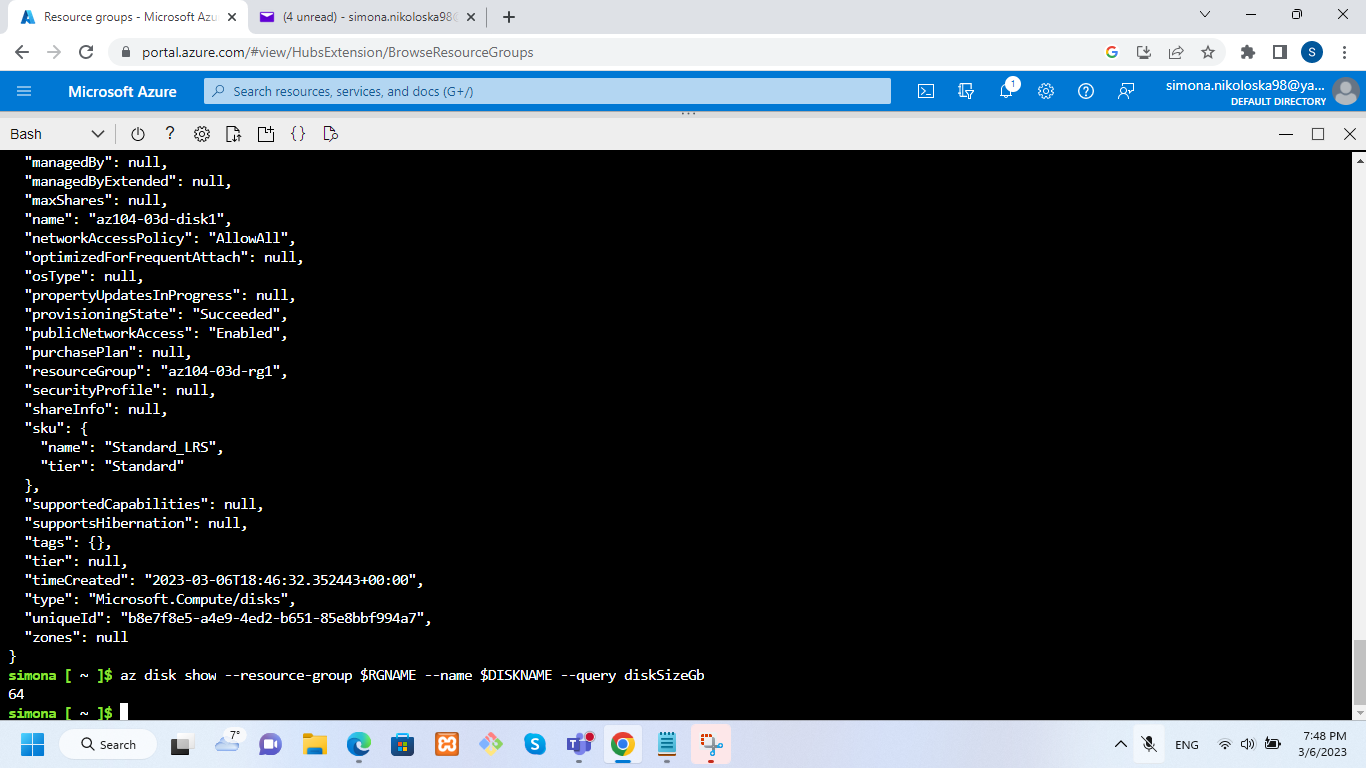 Resource groups - Microsoft Azu
(4 unread) - simona.nikoloska98@
portal.azure.com/#view/HubsExtension/BrowseResourceGroups
G
S
Microsoft Azure
Search resources, services, and docs (G+/)
1
simona.nikoloska98@ya...
DEFAULT DIRECTORY
Bash
"managedBy": null,
"managedByExtended": null,
"maxShares": null,
"name": "az104-03d-disk1",
"networkAccessPolicy": "AllowAll",
"optimizedForFrequentAttach": null,
"osType": null,
"propertyUpdatesInProgress": null,
"provisioningState": "Succeeded",
"publicNetworkAccess": "Enabled",
"purchasePlan": null,
"resourceGroup": "az104-03d-rg1",
"securityProfile": null,
"shareInfo": null,
"sku": {
"name": "Standard_LRS",
"tier": "Standard"
},
"supportedCapabilities": null,
"supportsHibernation": null,
"tags": {},
"tier": null,
"timeCreated": "2023-03-06T18:46:32.352443+00:00",
"type": "Microsoft.Compute/disks",
"uniqueId": "b8e7f8e5-a4e9-4ed2-b651-85e8bbf994a7",
"zones": null
}
simona [ ~ ]$ az disk show --resource-group $RGNAME --name $DISKNAME --query diskSizeGb
64
simona [ ~ ]$
Search
7°
ENG
7:48 PM
3/6/2023